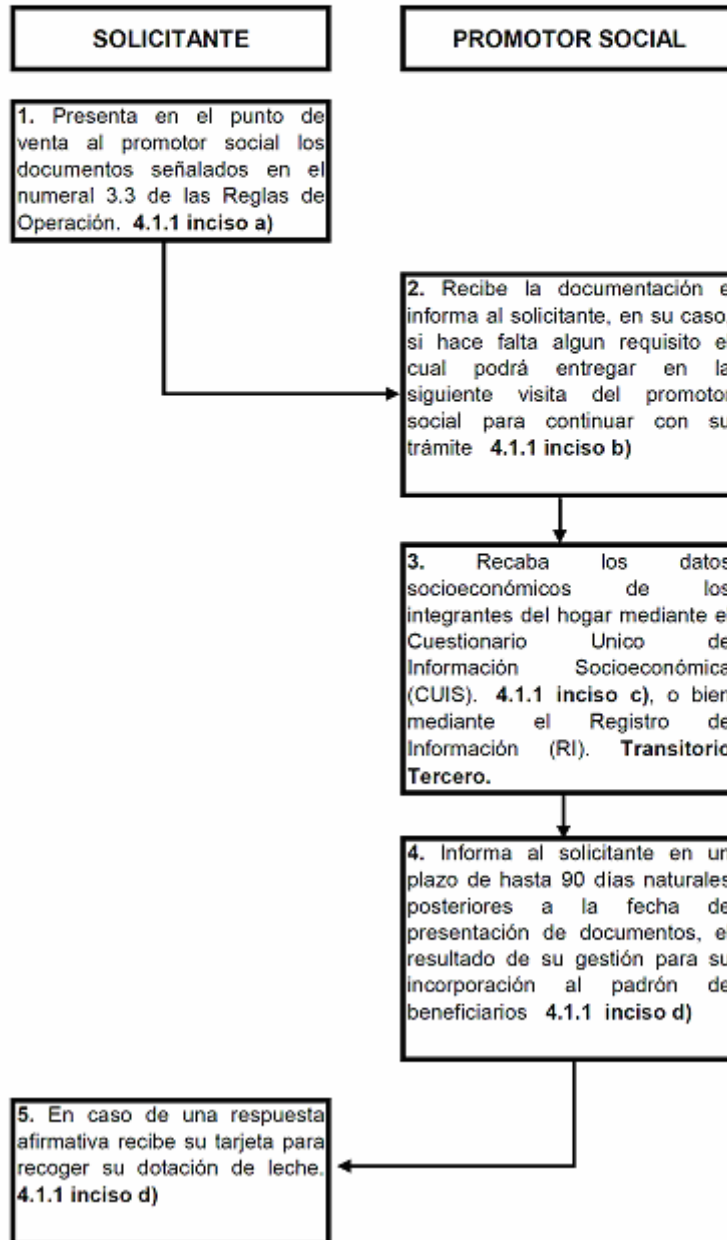 SOLICITANTE
PROMOTOR SOCIAL
1. Presenta en el punto de
venta al promotor social los
documentos señalados en el
numeral 3.3 de las Reglas de
Operación. 4.1.1 inciso a)
2. Recibe la documentación e
informa al solicitante, en su caso,
si hace falta algun requisito el
cual podrá entregar en la
siguiente visita del promotor
social para continuar con su
trámite 4.1.1 inciso b)
3. Recaba los datos
socioeconómicos de los
integrantes del hogar mediante el
Cuestionario Unico de
Información Socioeconómica
(CUIS). 4.1.1 inciso c), o bien
mediante el Registro de
Información (RI). Transitorio
Tercero.
4. Informa al solicitante en un
plazo de hasta 90 días naturales
posteriores a la fecha de
presentación de documentos, el
resultado de su gestión para su
incorporación al padrón de
beneficiarios 4.1.1 inciso d)
5. En caso de una respuesta
afirmativa recibe su tarjeta para
recoger su dotación de leche.
4.1.1 inciso d)